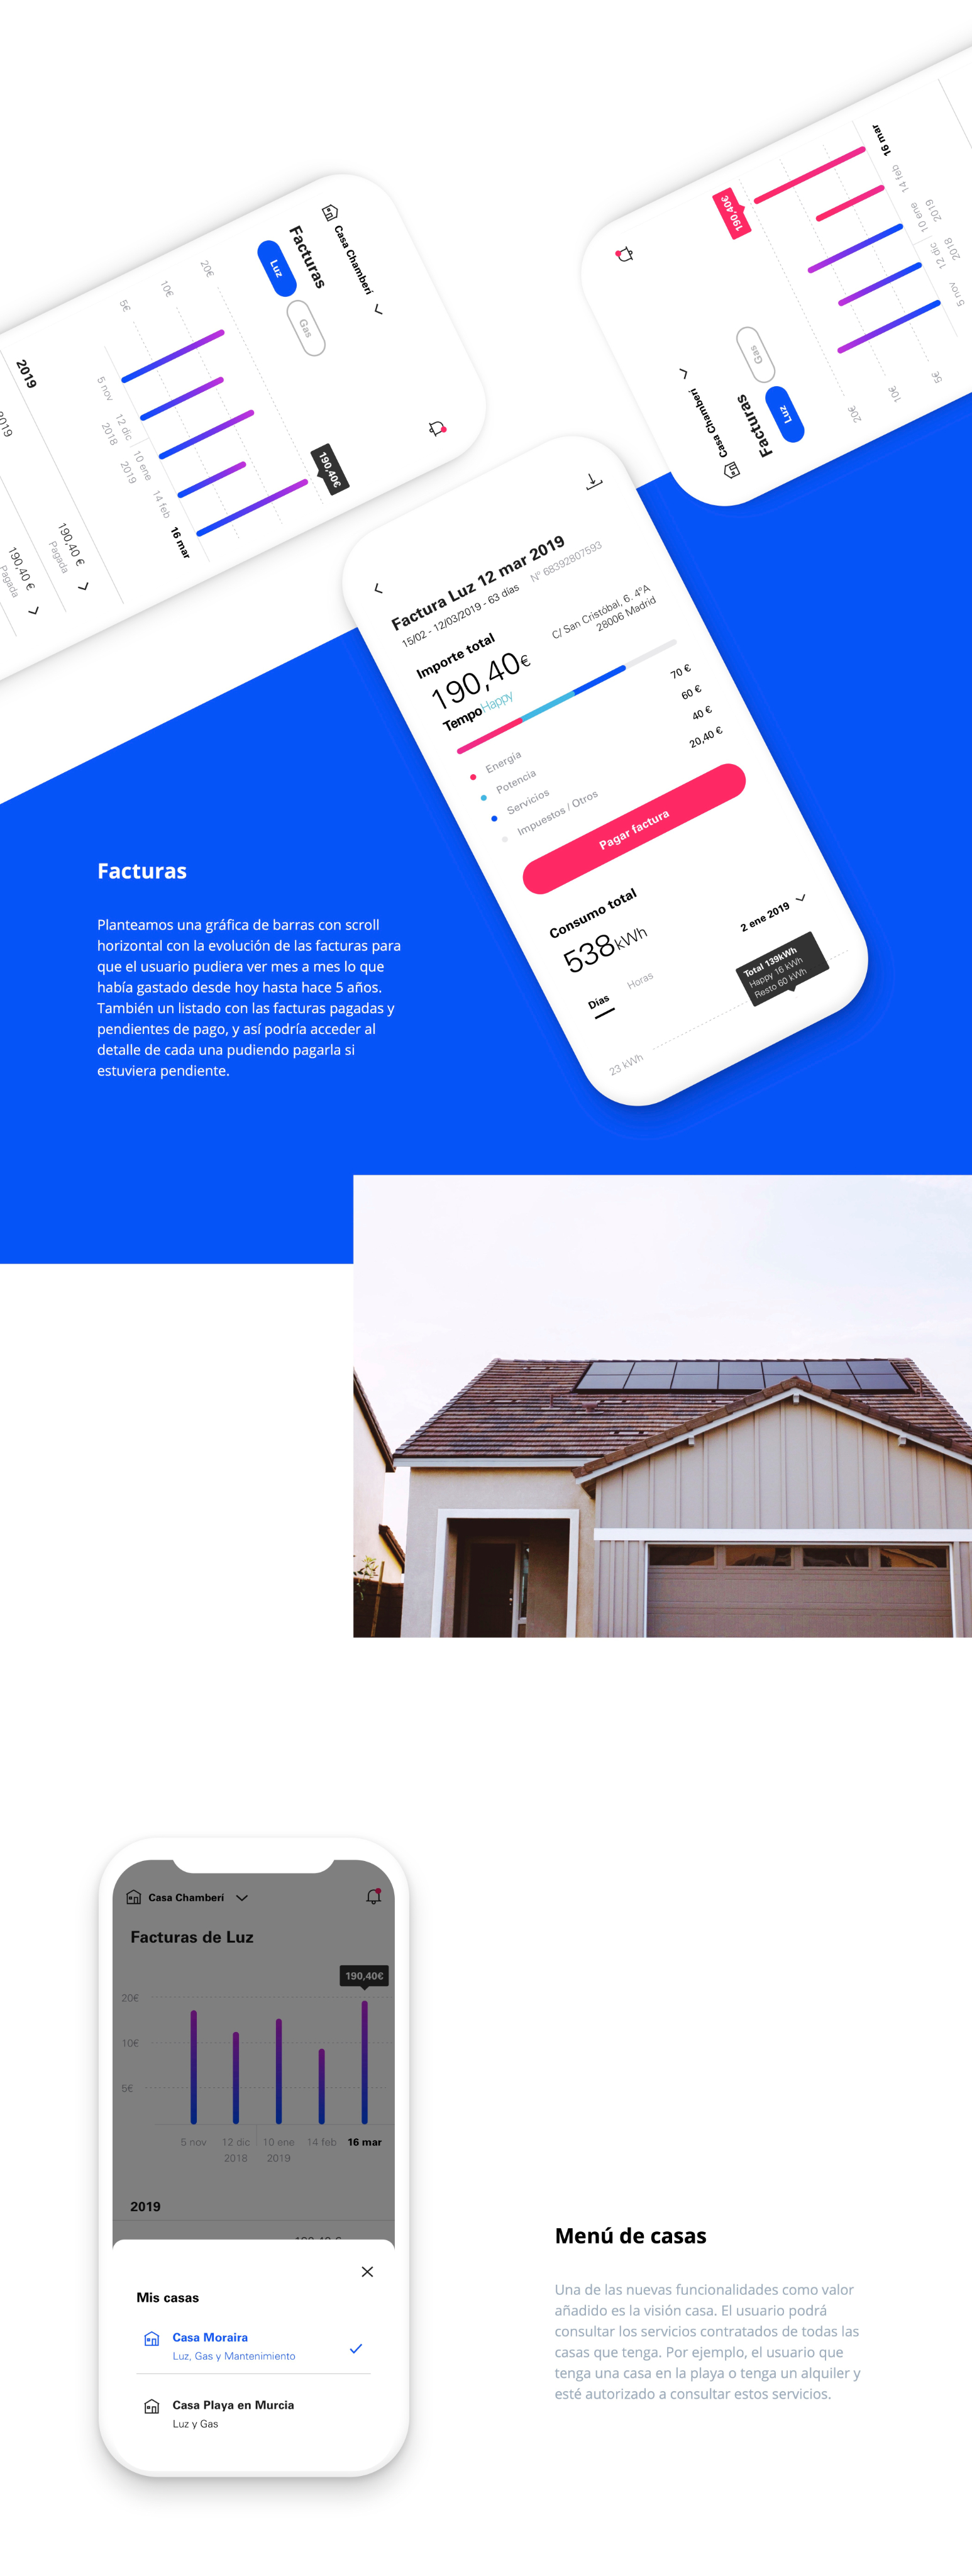 Casa Chamberí
Facturas
Luz
Gas
20€
10€
5€
190,40€
5 nov
12 dic
2018
10 ene
2019
14 feb
16 mar
2019
190,40 €
Pagada
2019
190,40 €
Pagada
Casa Chamberí
Facturas
Luz
Gas
20€
10€
5€
190,40€
5 nov
12 dic
2018
10 ene
2019
14 feb
16 mar
Factura Luz 12 mar 2019
15/02 - 12/03/2019 - 63 días
Nº 68392807593
Importe total
190,40€
C/ San Cristóbal, 6. 4ºA
28006 Madrid
TempoHappy
Energía 70 €
Potencia 60 €
Servicios 40 €
Impuestos / Otros 20,40 €
Pagar factura
Consumo total
538kWh
2 ene 2019
Días Horas
Total 139kWh
Happy 16 kWh
Resto 60 kWh
23 kWh
Facturas
Planteamos una gráfica de barras con scroll
horizontal con la evolución de las facturas para
que el usuario pudiera ver mes a mes lo que
había gastado desde hoy hasta hace 5 años.
También un listado con las facturas pagadas y
pendientes de pago, y así podría acceder al
detalle de cada una pudiendo pagarla si
estuviera pendiente.
Casa Chamberí
Facturas de Luz
190,40€
20€
10€
5€
5 nov 12 dic 10 ene 14 feb 16 mar
2018 2019
2019
Mis casas
Casa Moraira
Luz, Gas y Mantenimiento
Casa Playa en Murcia
Luz y Gas
Menú de casas
Una de las nuevas funcionalidades como valor
añadido es la visión casa. El usuario podrá
consultar los servicios contratados de todas las
casas que tenga. Por ejemplo, el usuario que
tenga una casa en la playa o tenga un alquiler y
esté autorizado a consultar estos servicios.